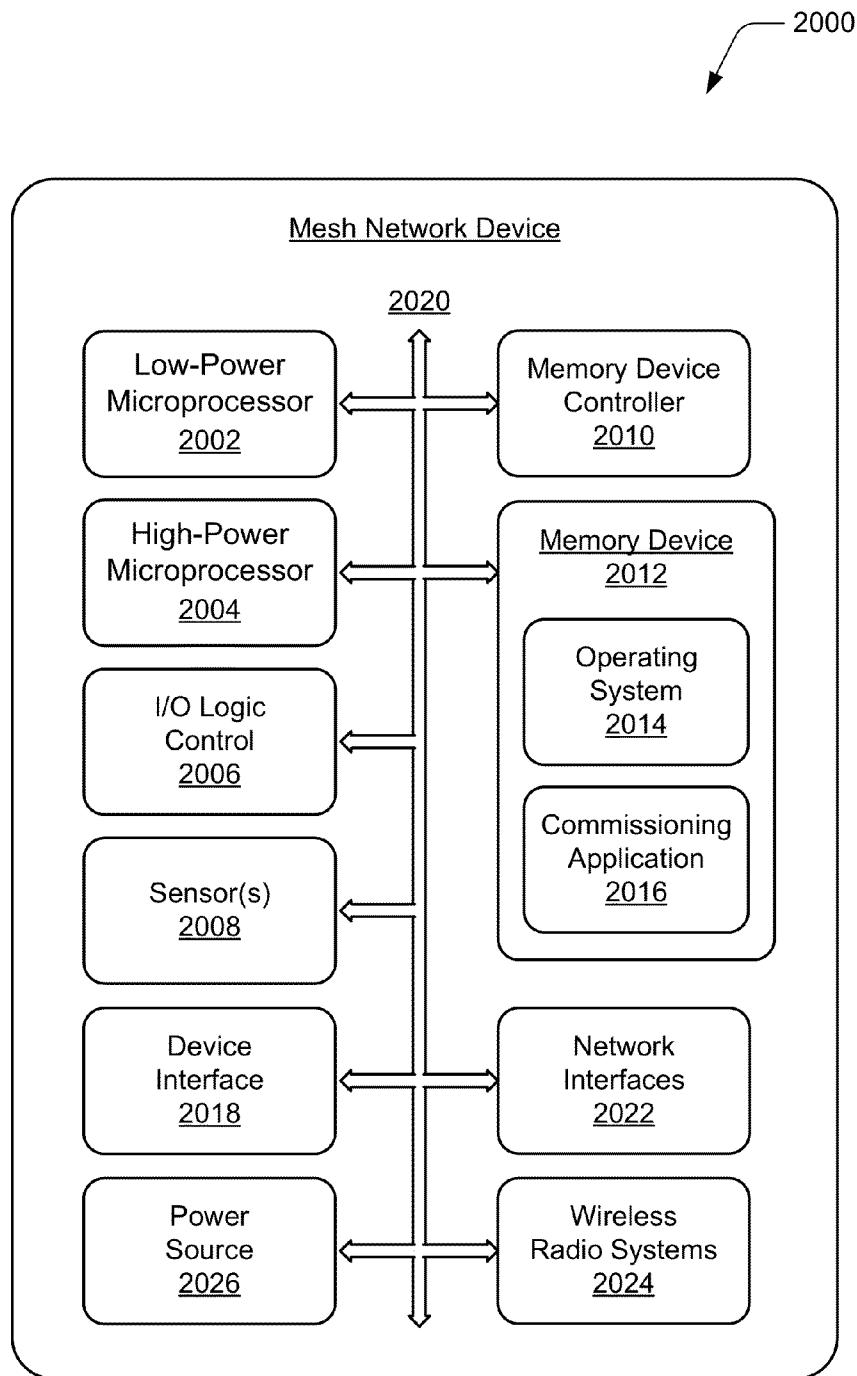 2000
Mesh Network Device
2020
Low-Power
Microprocessor
2002
Memory Device
Controller
2010
High-Power
Microprocessor
2004
Memory Device
2012
Operating
System
2014
I/O Logic
Control
2006
Commissioning
Application
2016
Sensor(s)
2008
Device
Interface
2018
Network
Interfaces
2022
Power
Source
2026
Wireless
Radio Systems
2024